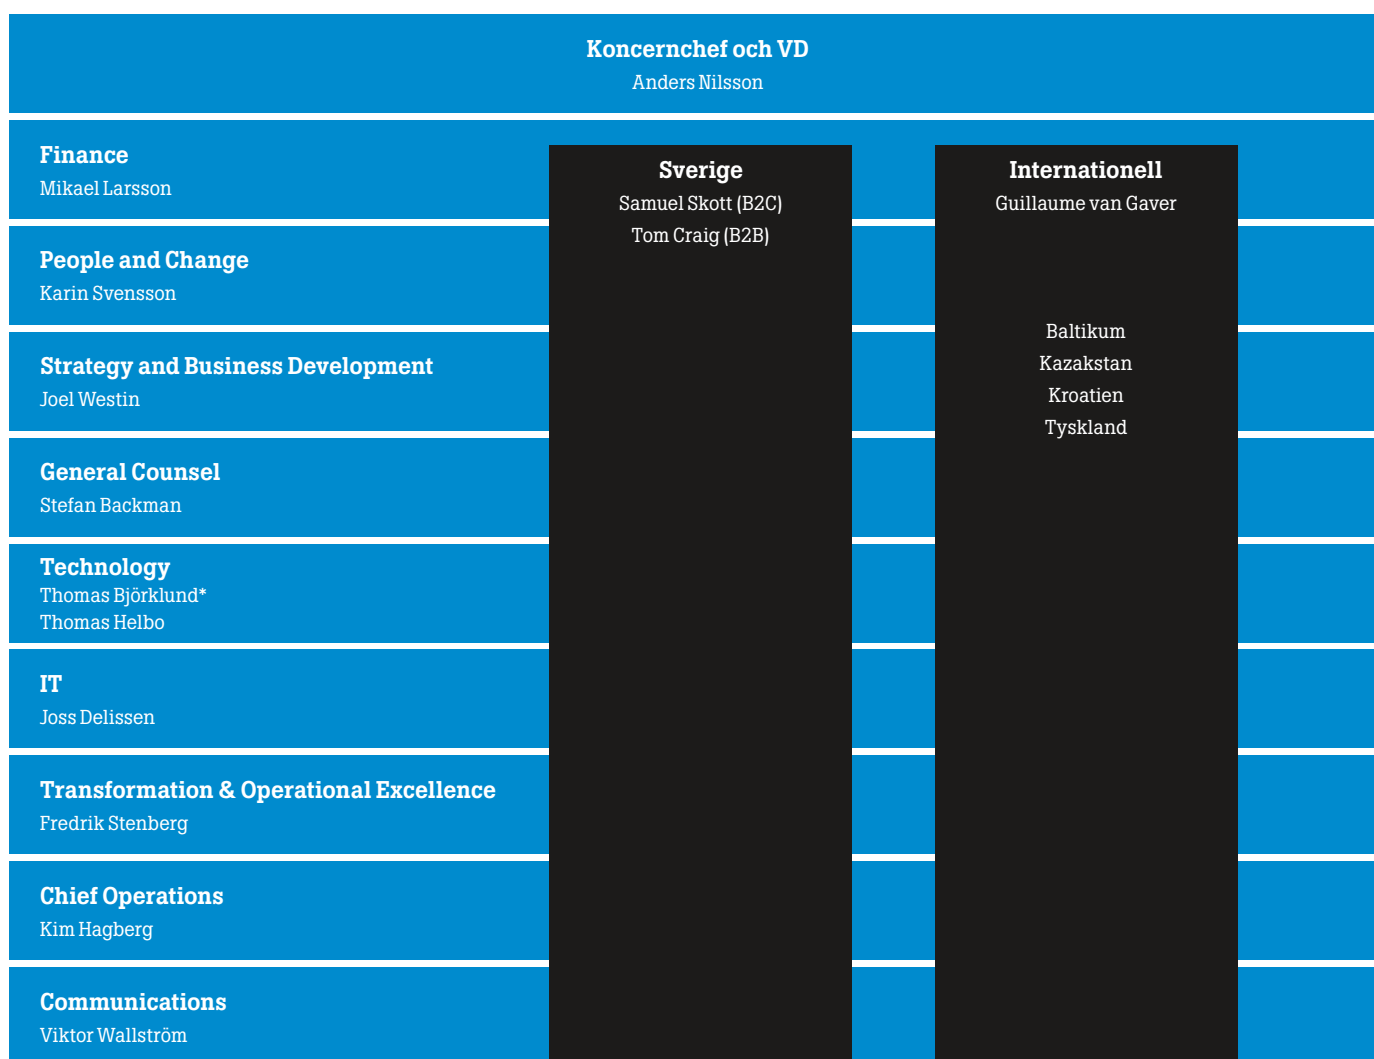 Koncernchef och VD
Anders Nilsson
Finance
Mikael Larsson
People and Change
Karin Svensson
Strategy and Business Development
Joel Westin
General Counsel
Stefan Backman
Technology
Thomas Björklund*
Thomas Helbo
IT
Joss Delissen
Transformation & Operational Excellence
Fredrik Stenberg
Chief Operations
Kim Hagberg
Communications
Viktor Wallström
Sverige
Samuel Skott (B2C)
Tom Craig (B2B)
Internationell
Guillaume van Gaver
Baltikum
Kazakstan
Kroatien
Tyskland